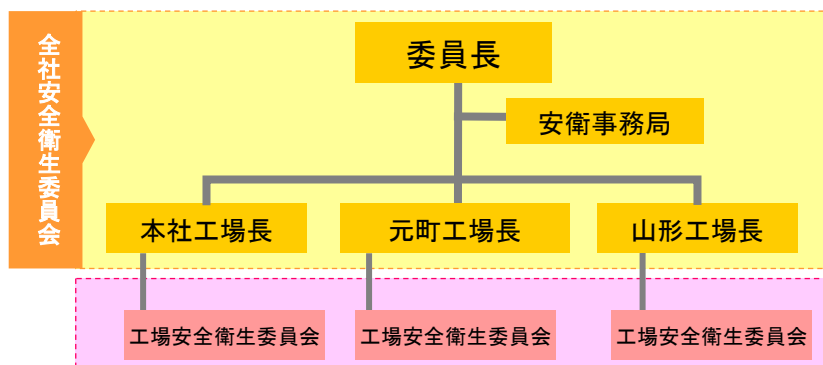 全社安全衛生委員会
委員長
安衛事務局
本社工場長
元町工場長
山形工場長
工場安全衛生委員会
工場安全衛生委員会
工場安全衛生委員会